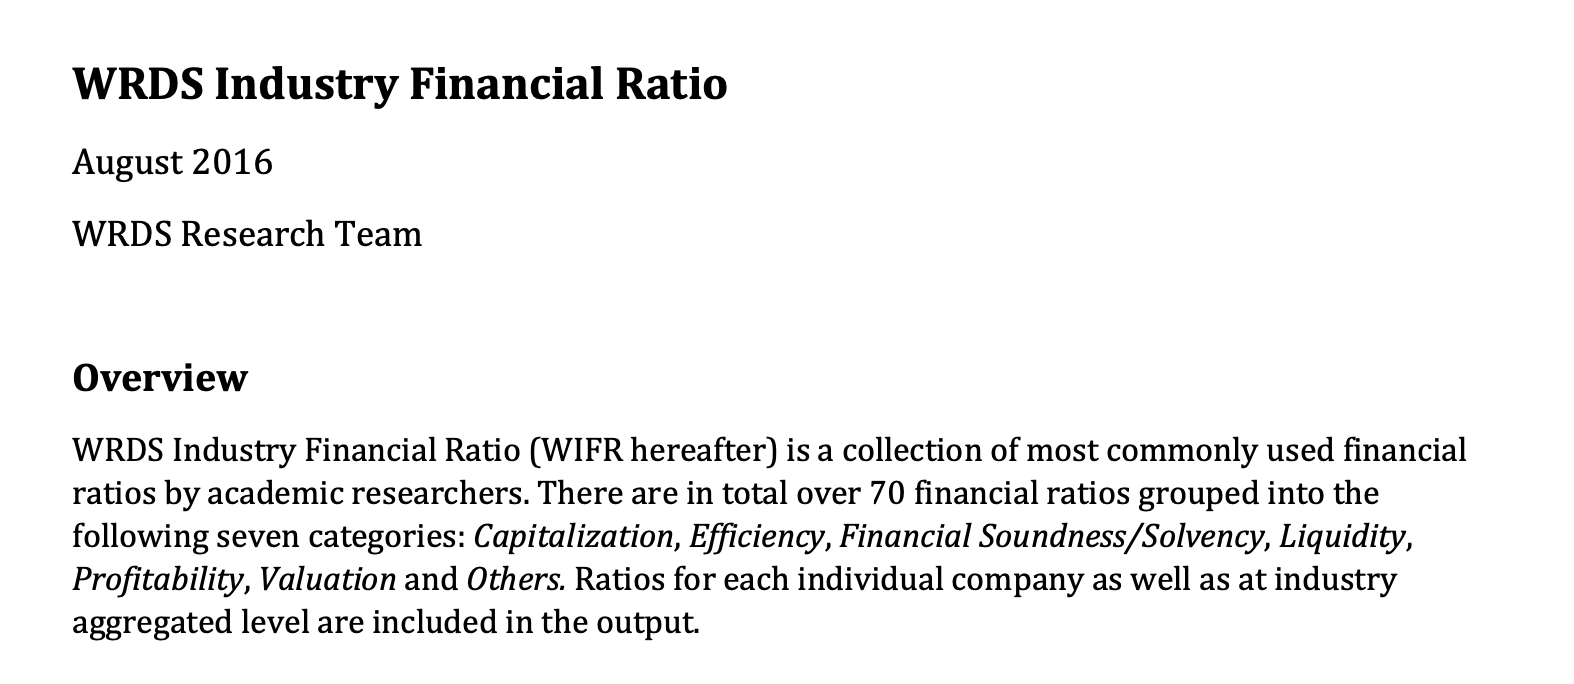 WRDS Industry Financial Ratio
August 2016
WRDS Research Team
Overview
WRDS Industry Financial Ratio (WIFR hereafter) is a collection of most commonly used financial
ratios by academic researchers. There are in total over 70 financial ratios grouped into the
following seven categories: Capitalization, Efficiency, Financial Soundness/Solvency, Liquidity,
Profitability, Valuation and Others. Ratios for each individual company as well as at industry
aggregated level are included in the output.